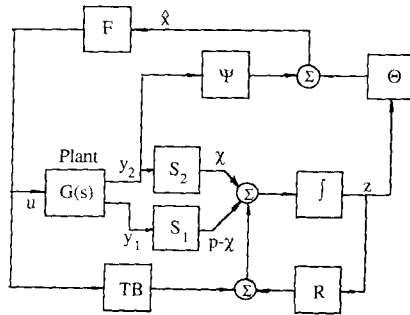 F
x̂
Ψ
Σ
Θ
Plant
G(s)
u
y₂
y₁
S₂
χ
S₁
p-χ
Σ
∫
z
TB
Σ
R